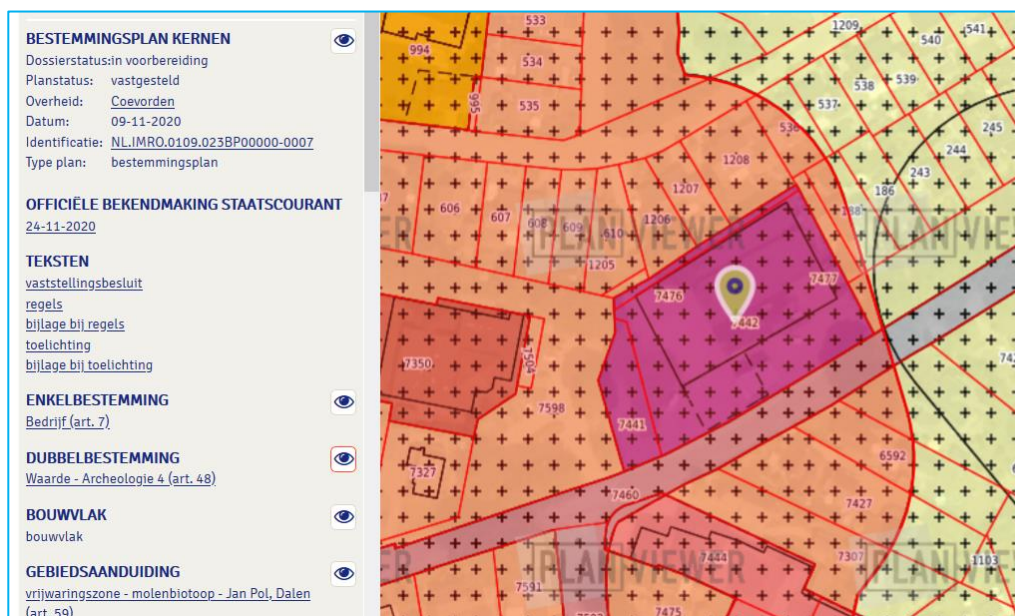 BESTEMMINGSPLAN KERNEN
Dossierstatus:in voorbereiding
Planstatus: vastgesteld
Overheid: Coevorden
Datum: 09-11-2020
Identificatie: NL.IMRO.0109.023BP00000-0007
Type plan: bestemmingsplan
OFFICIËLE BEKENDMAKING STAATSCOURANT
24-11-2020
TEKSTEN
vaststellingsbesluit
regels
bijlage bij regels
toelichting
bijlage bij toelichting
ENKELBESTEMMING
Bedrijf (art. 7)
DUBBELBESTEMMING
Waarde - Archeologie 4 (art. 48)
BOUWVLAK
bouwvlak
GEBIEDSAANDUIDING
vrijwaringszone - molenbiotoop - Jan Pol, Dalen
(art. 59)
533
1209
541
994
534
540
539
538
995
535
537
536
245
244
1208
243
1207
186
606
607
608
609
610
1206
188
PLANVIEWER
1205
7476
7477
7442
7350
7504
7598
7441
7327
6592
7460
7427
7444
7307
1103
PLANVIEWER
7591
7475